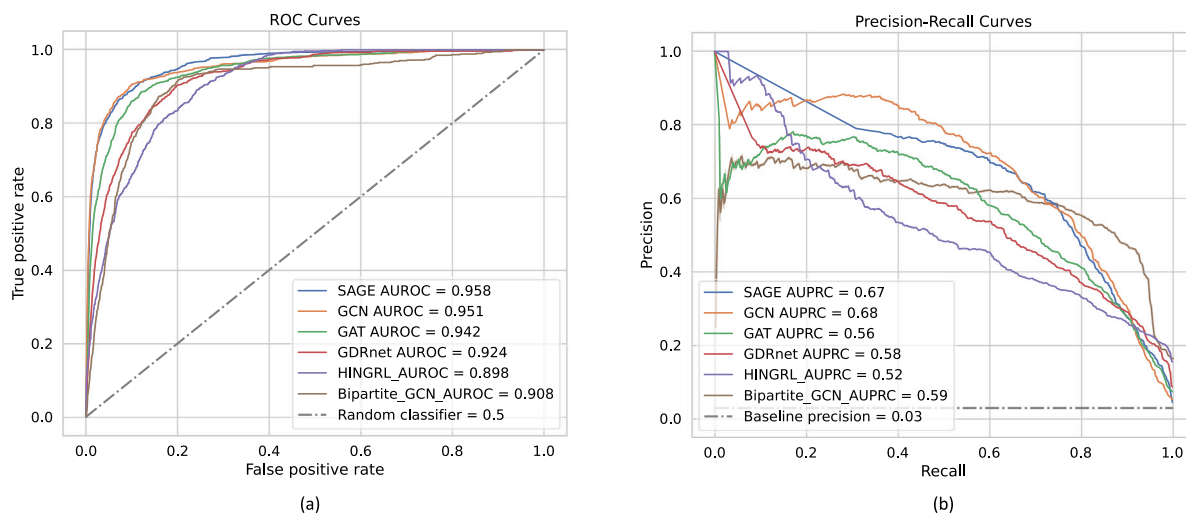 ROC Curves
1.0
0.8
0.6
0.4
0.2
0.0
True positive rate
SAGE AUROC = 0.958
GCN AUROC = 0.951
GAT AUROC = 0.942
GDRnet AUROC = 0.924
HINGRL_AUROC = 0.898
Bipartite_GCN_AUROC = 0.908
Random classifier = 0.5
0.0 0.2 0.4 0.6 0.8 1.0
False positive rate
(a)
Precision-Recall Curves
1.0
0.8
0.6
0.4
0.2
0.0
Precision
SAGE AUPRC = 0.67
GCN AUPRC = 0.68
GAT AUPRC = 0.56
GDRnet AUPRC = 0.58
HINGRL_AUPRC = 0.52
Bipartite_GCN_AUPRC = 0.59
Baseline precision = 0.03
0.0 0.2 0.4 0.6 0.8 1.0
Recall
(b)